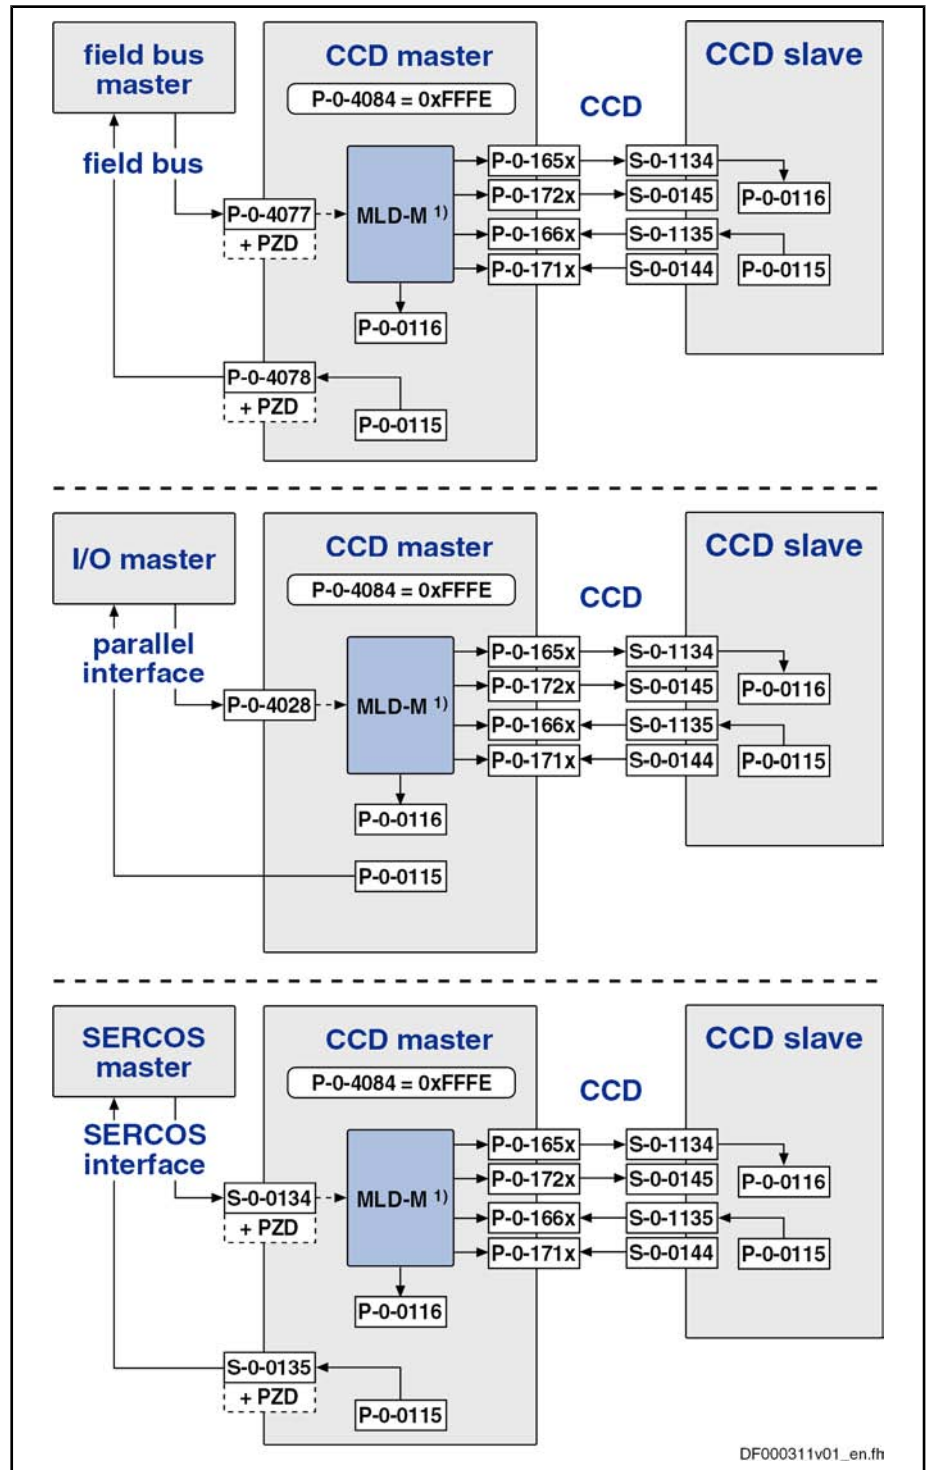 field bus
master
CCD master
CCD slave
P-0-4084 = 0xFFFE
CCD
field bus
P-0-165x
S-0-1134
P-0-4077
+ PZD
MLD-M 1)
P-0-172x
S-0-0145
P-0-0116
P-0-166x
S-0-1135
P-0-171x
S-0-0144
P-0-0115
P-0-0116
P-0-4078
+ PZD
P-0-0115
I/O master
CCD master
CCD slave
P-0-4084 = 0xFFFE
CCD
parallel
interface
P-0-165x
S-0-1134
P-0-4028
MLD-M 1)
P-0-172x
S-0-0145
P-0-0116
P-0-166x
S-0-1135
P-0-171x
S-0-0144
P-0-0115
P-0-0116
P-0-0115
SERCOS
master
CCD master
CCD slave
P-0-4084 = 0xFFFE
CCD
SERCOS
interface
P-0-165x
S-0-1134
S-0-0134
+ PZD
MLD-M 1)
P-0-172x
S-0-0145
P-0-0116
P-0-166x
S-0-1135
P-0-171x
S-0-0144
P-0-0115
P-0-0116
S-0-0135
+ PZD
P-0-0115
DF000311v01_en.fh